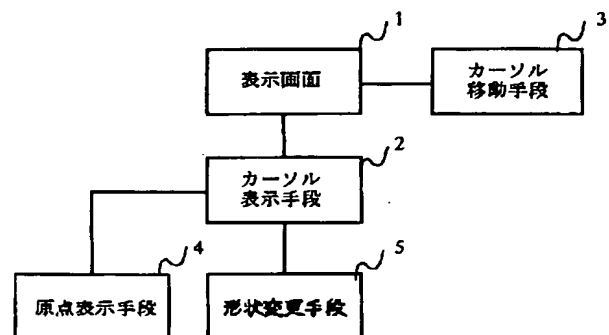 1
表示画面
3
カーソル
移動手段
2
カーソル
表示手段
4
原点表示手段
5
形状変更手段